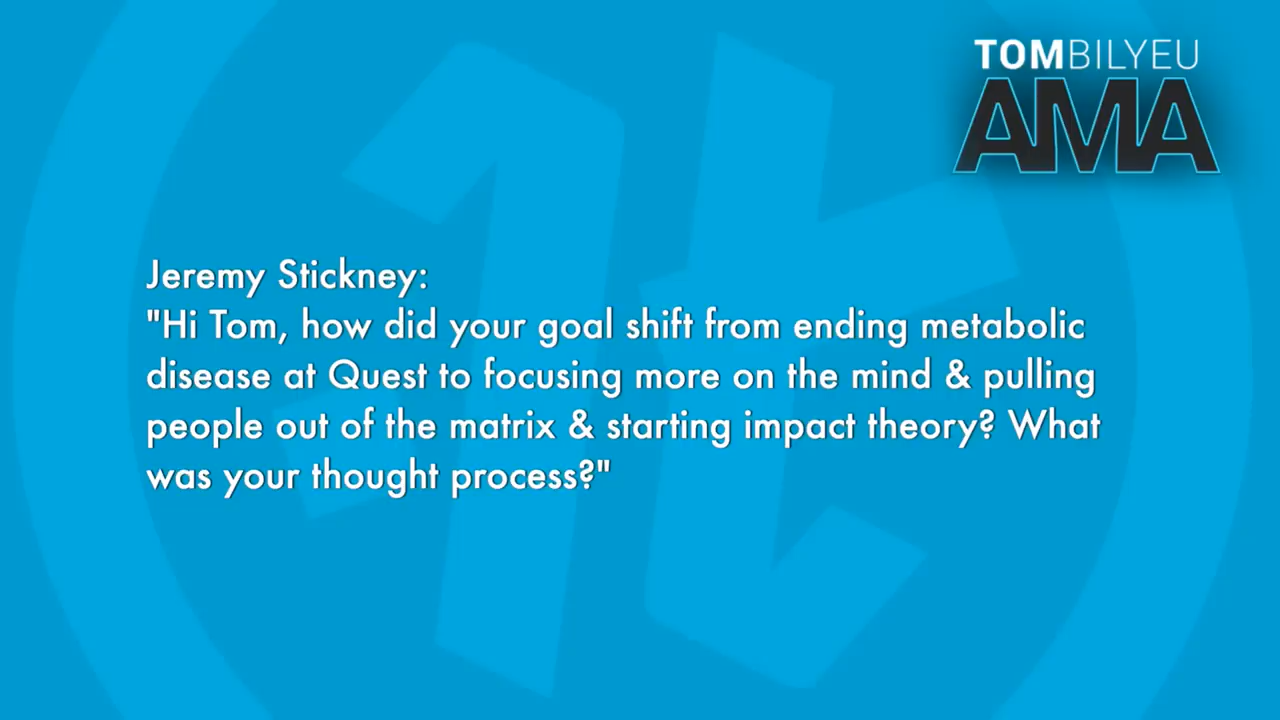 TOMBILYEU
AMA
Jeremy Stickney:
"Hi Tom, how did your goal shift from ending metabolic
disease at Quest to focusing more on the mind & pulling
people out of the matrix & starting impact theory? What
was your thought process?"